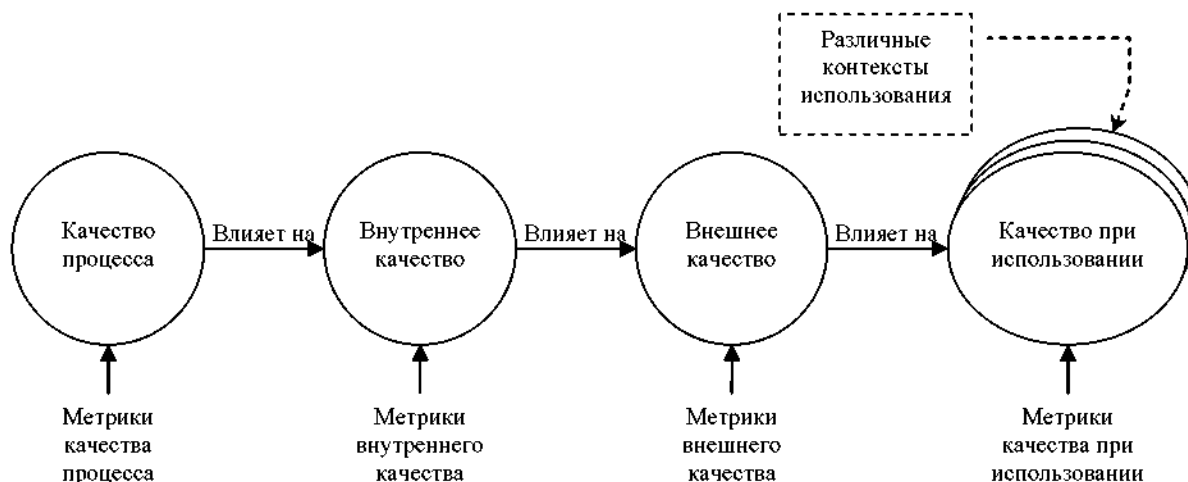 Различные
контексты
использования
Качество
процесса
Влияет на
Внутреннее
качество
Влияет на
Внешнее
качество
Влияет на
Качество при
использовании
Метрики
качества
процесса
Метрики
внутреннего
качества
Метрики
внешнего
качества
Метрики
качества при
использовании